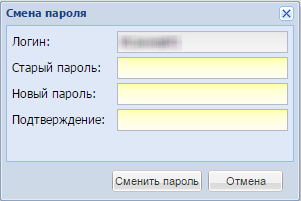 Смена пароля
Логин:
Старый пароль:
Новый пароль:
Подтверждение:
Сменить пароль Отмена